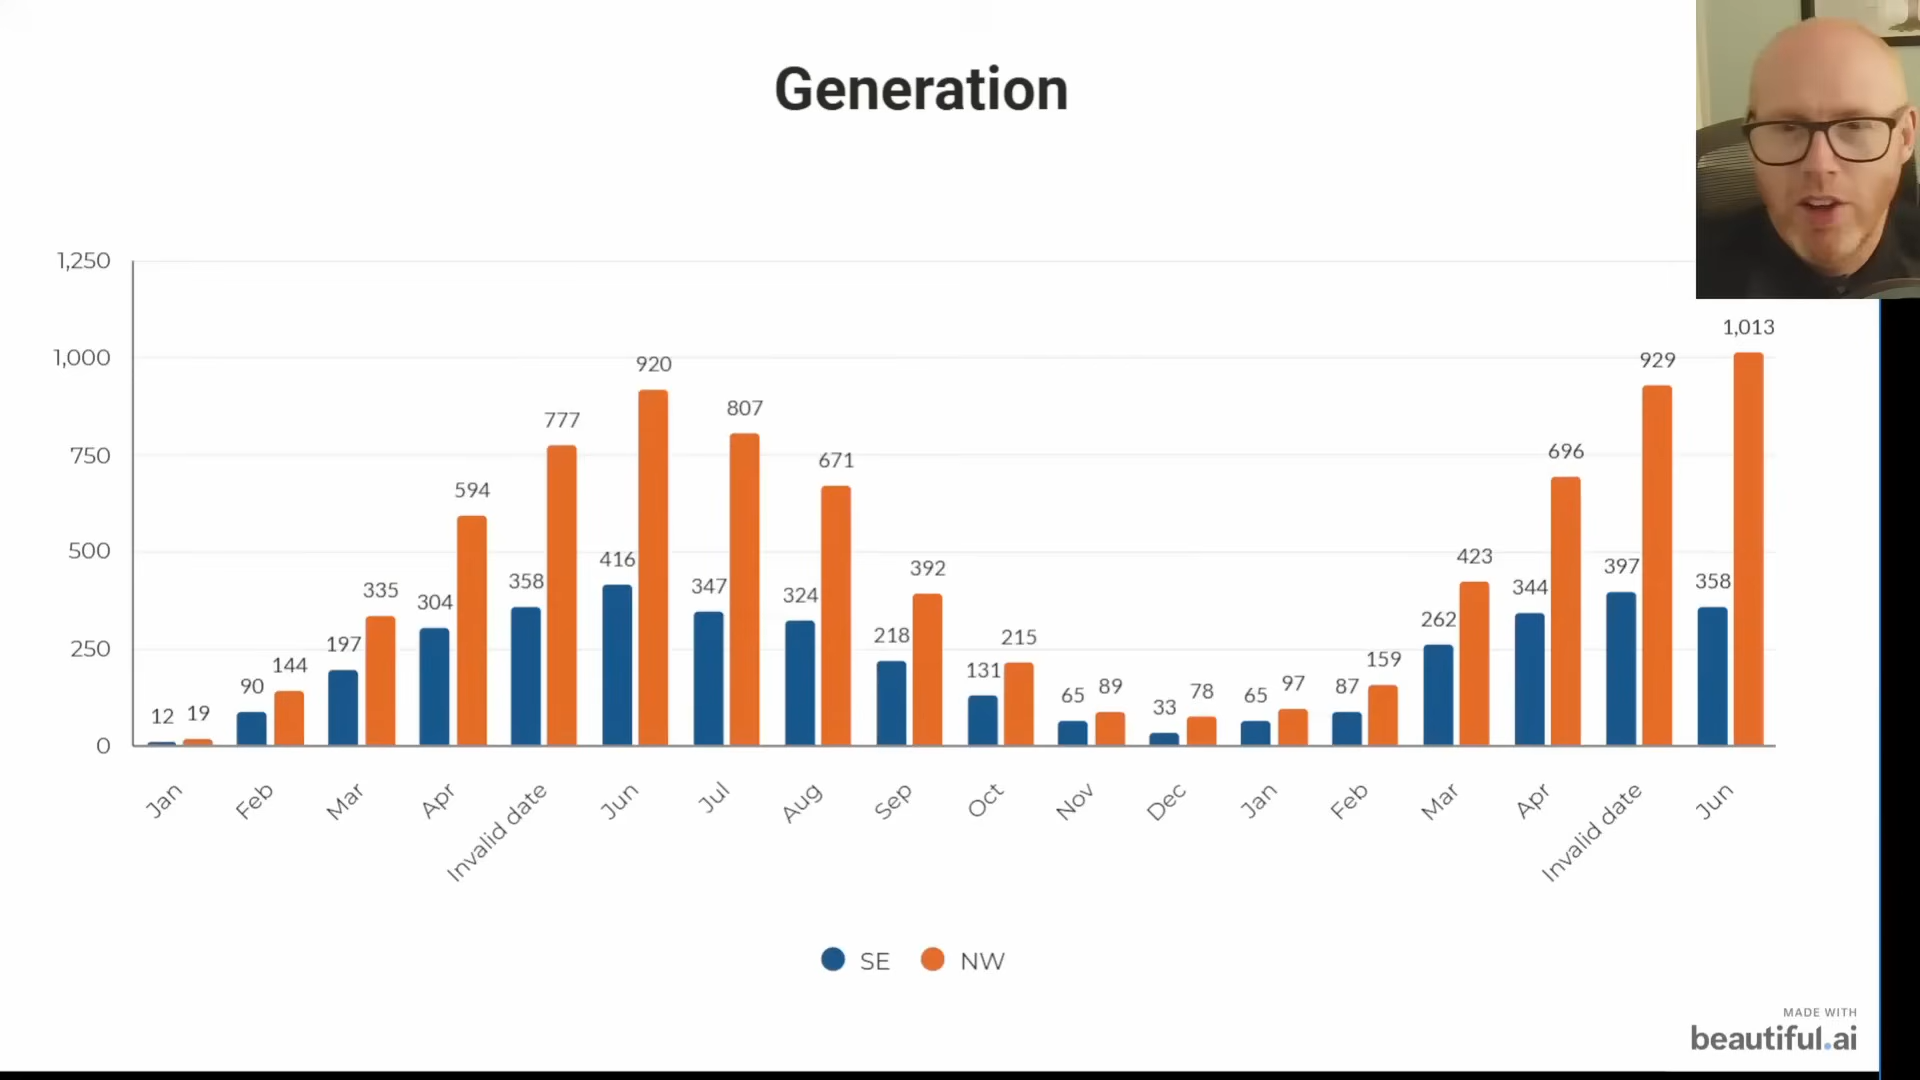 Generation
1,250
1,000
750
500
250
0
12 19 90 144 197 335 304 594 358 777 416 920 347 807 324 671 218 392 131 215 65 89 33 78 65 97 87 159 262 423 344 696 397 929 358 1,013
Jan Feb Mar Apr Invalid date Jun Jul Aug Sep Oct Nov Dec Jan Feb Mar Apr Invalid date Jun
SE NW
MADE WITH
beautiful.ai